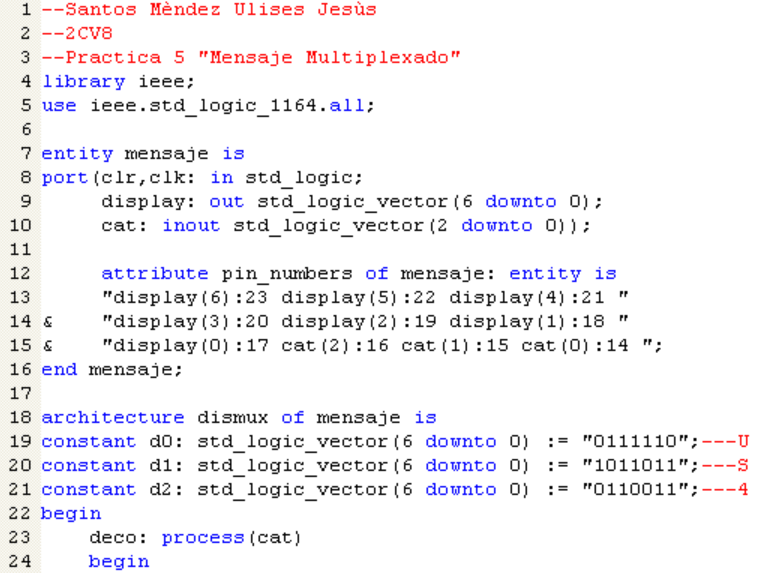 1 --Santos Mèndez Ulises Jesùs
2 --2CV8
3 --Practica 5 "Mensaje Multiplexado"
4 library ieee;
5 use ieee.std_logic_1164.all;
6
7 entity mensaje is
8 port(clr,clk: in std_logic;
9 display: out std_logic_vector(6 downto 0);
10 cat: inout std_logic_vector(2 downto 0));
11
12 attribute pin_numbers of mensaje: entity is
13 "display(6):23 display(5):22 display(4):21 "
14 & "display(3):20 display(2):19 display(1):18 "
15 & "display(0):17 cat(2):16 cat(1):15 cat(0):14 ";
16 end mensaje;
17
18 architecture dismux of mensaje is
19 constant d0: std_logic_vector(6 downto 0) := "0111110";---U
20 constant d1: std_logic_vector(6 downto 0) := "1011011";---S
21 constant d2: std_logic_vector(6 downto 0) := "0110011";---4
22 begin
23 deco: process(cat)
24 begin